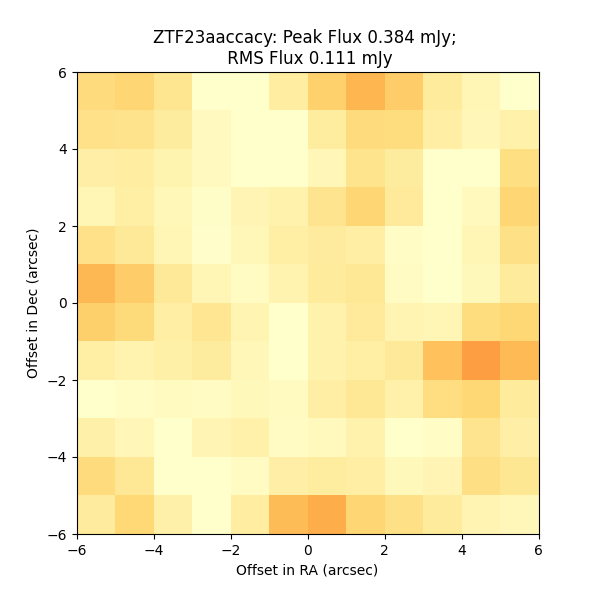 ZTF23aaccacy: Peak Flux 0.384 mJy;
RMS Flux 0.111 mJy
6
4
2
0
−2
−4
−6
Offset in Dec (arcsec)
−6 −4 −2 0 2 4 6
Offset in RA (arcsec)